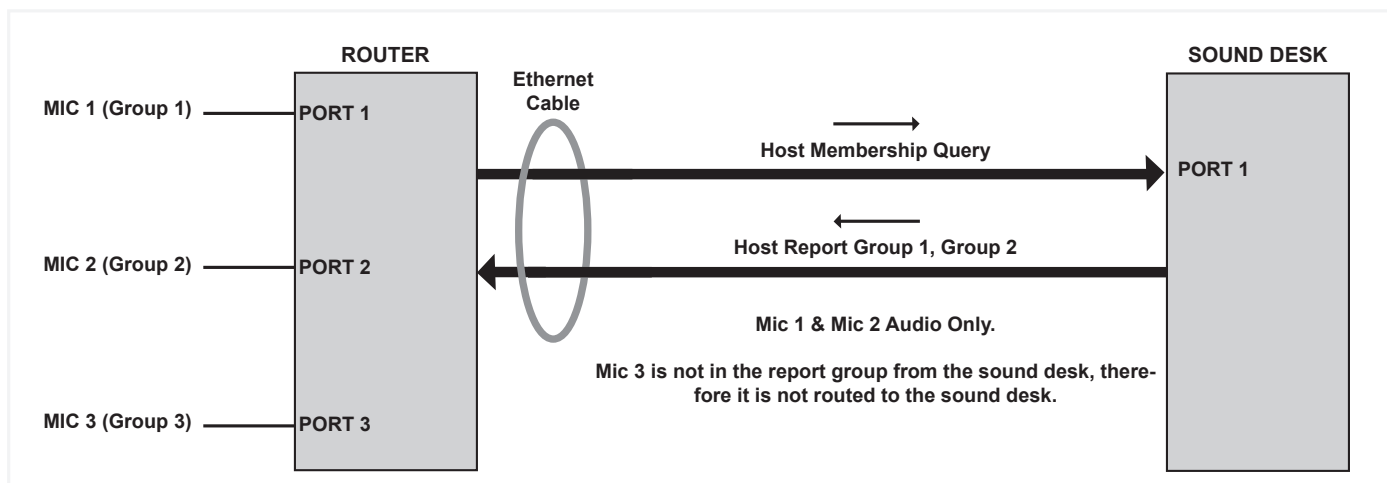 ROUTER
SOUND DESK
Ethernet
Cable
MIC 1 (Group 1)
PORT 1
Host Membership Query
PORT 1
MIC 2 (Group 2)
PORT 2
Host Report Group 1, Group 2
Mic 1 & Mic 2 Audio Only.
Mic 3 is not in the report group from the sound desk, there-
fore it is not routed to the sound desk.
MIC 3 (Group 3)
PORT 3